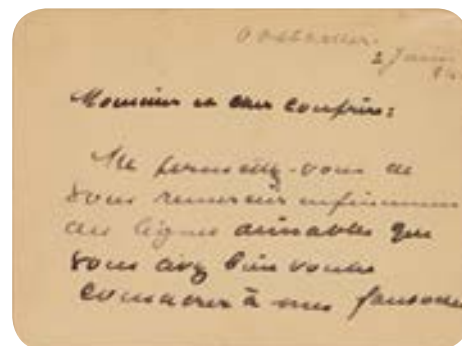 2 Juin
Monsieur et cher confrère:
Me permettez-vous de
vous remercier infiniment
des lignes aimables que
vous avez bien voulu
consacrer à mes